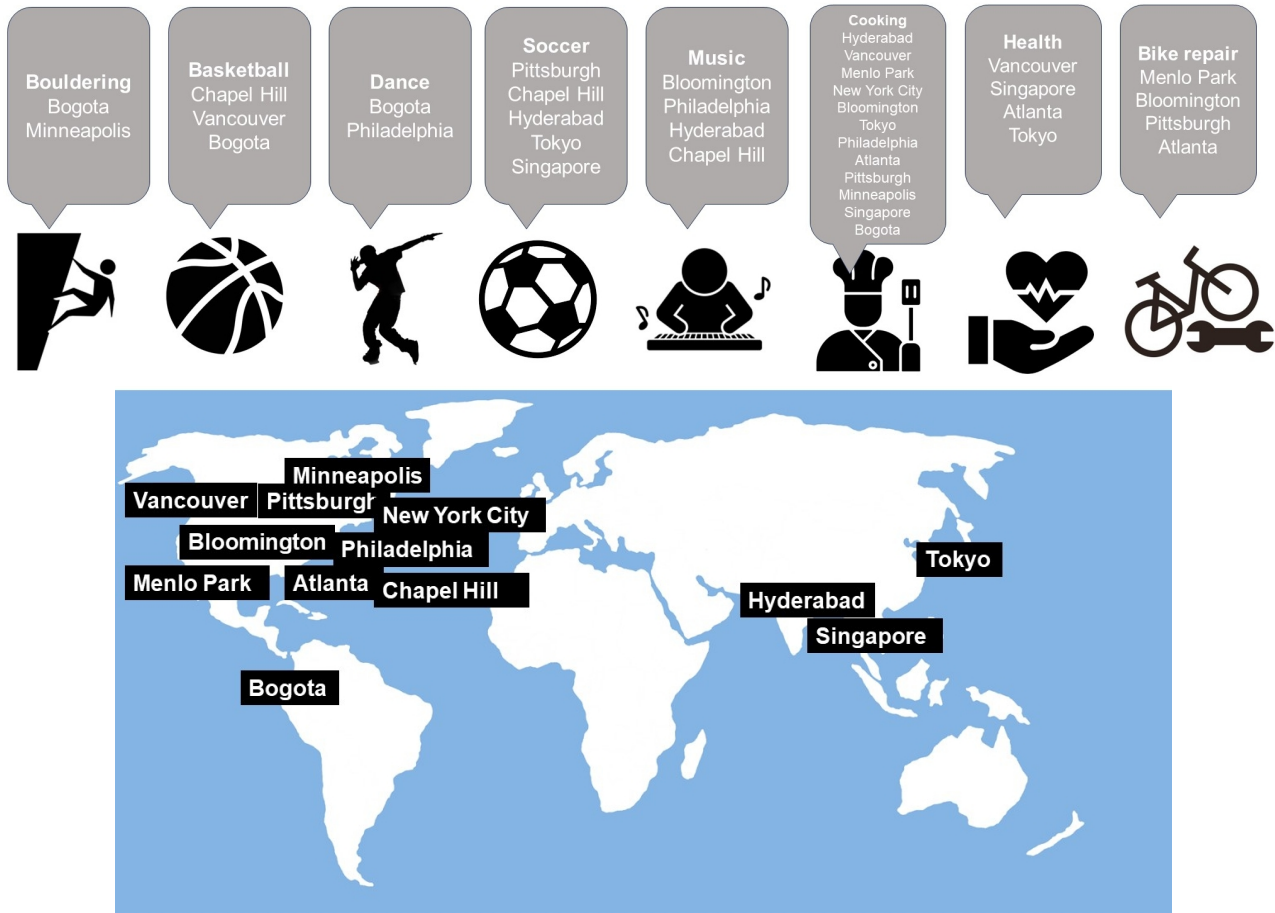 Bouldering
Bogota
Minneapolis
Basketball
Chapel Hill
Vancouver
Bogota
Dance
Bogota
Philadelphia
Soccer
Pittsburgh
Chapel Hill
Hyderabad
Tokyo
Singapore
Music
Bloomington
Philadelphia
Hyderabad
Chapel Hill
Cooking
Hyderabad
Vancouver
Menlo Park
New York City
Bloomington
Tokyo
Philadelphia
Atlanta
Pittsburgh
Minneapolis
Singapore
Bogota
Health
Vancouver
Singapore
Atlanta
Tokyo
Bike repair
Menlo Park
Bloomington
Pittsburgh
Atlanta
Minneapolis
Vancouver
Pittsburgh
New York City
Bloomington
Philadelphia
Tokyo
Menlo Park
Atlanta
Chapel Hill
Hyderabad
Singapore
Bogota